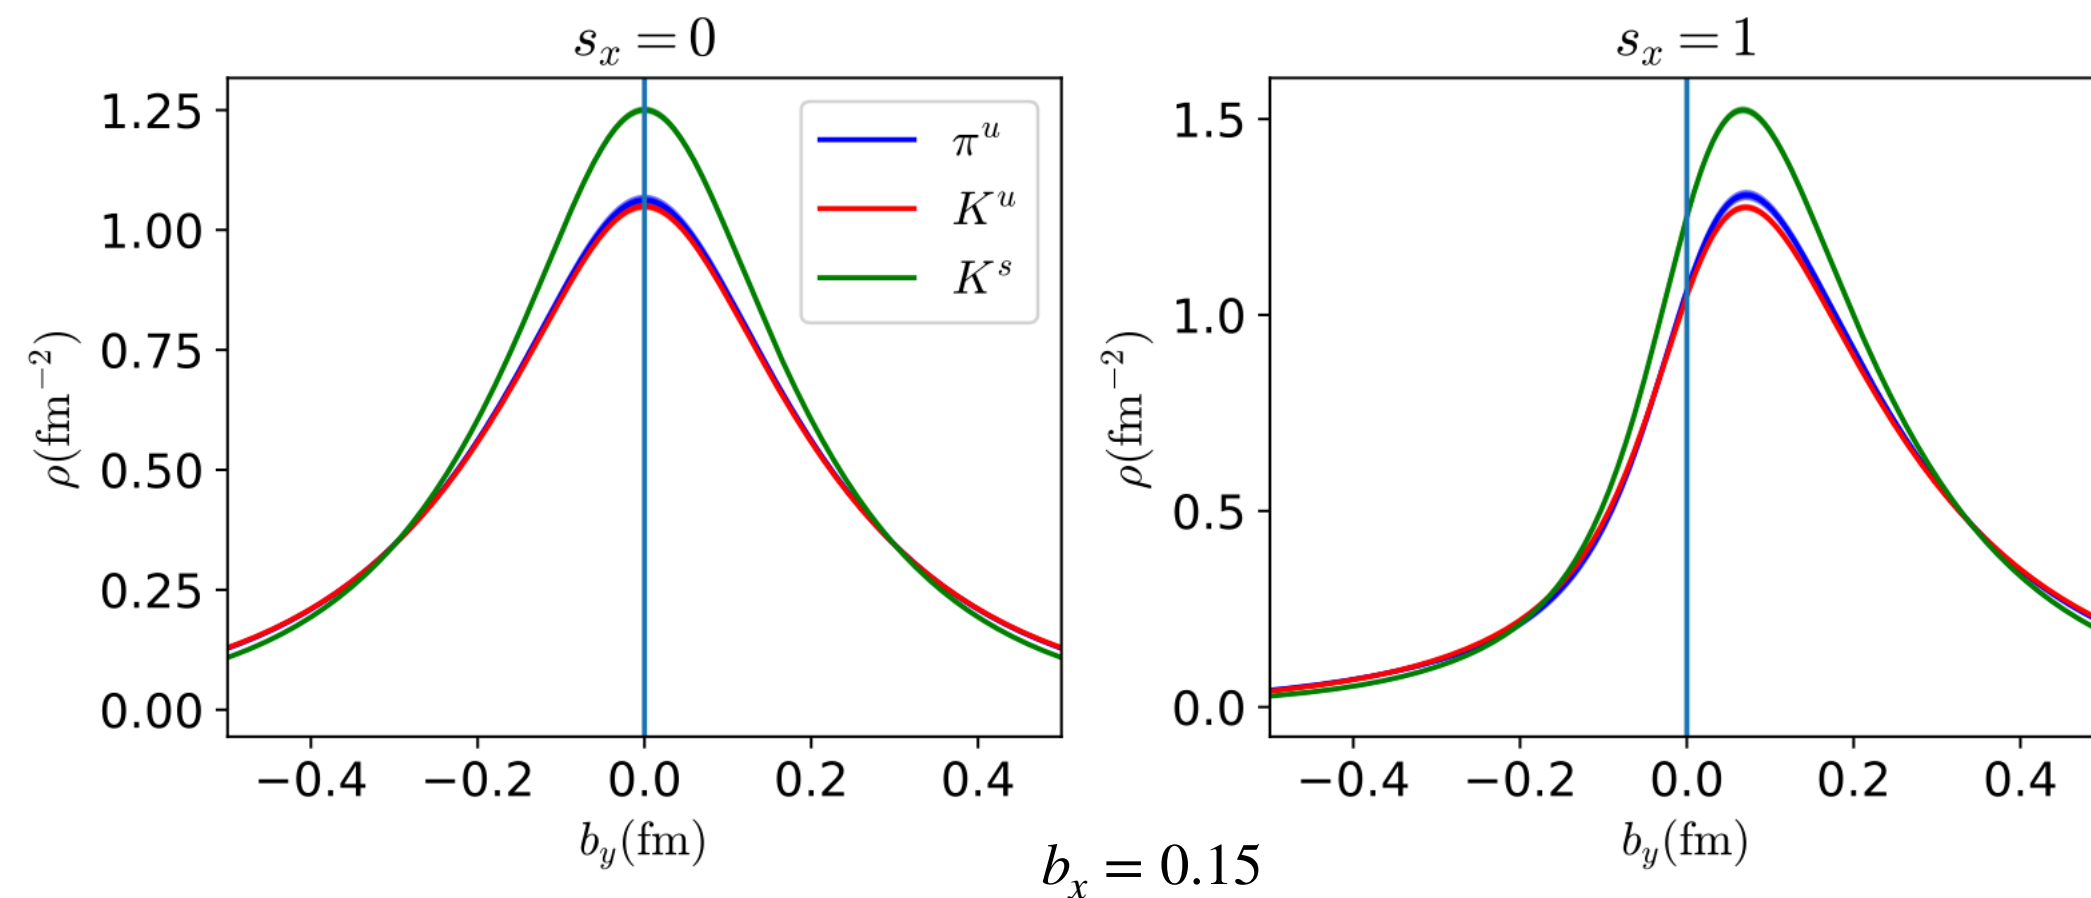 s_x = 0
1.25
1.00
0.75
0.50
0.25
0.00
ρ(fm⁻²)
π^u
K^u
K^s
−0.4 −0.2 0.0 0.2 0.4
b_y(fm)
s_x = 1
1.5
1.0
0.5
0.0
ρ(fm⁻²)
−0.4 −0.2 0.0 0.2 0.4
b_y(fm)
b_x = 0.15